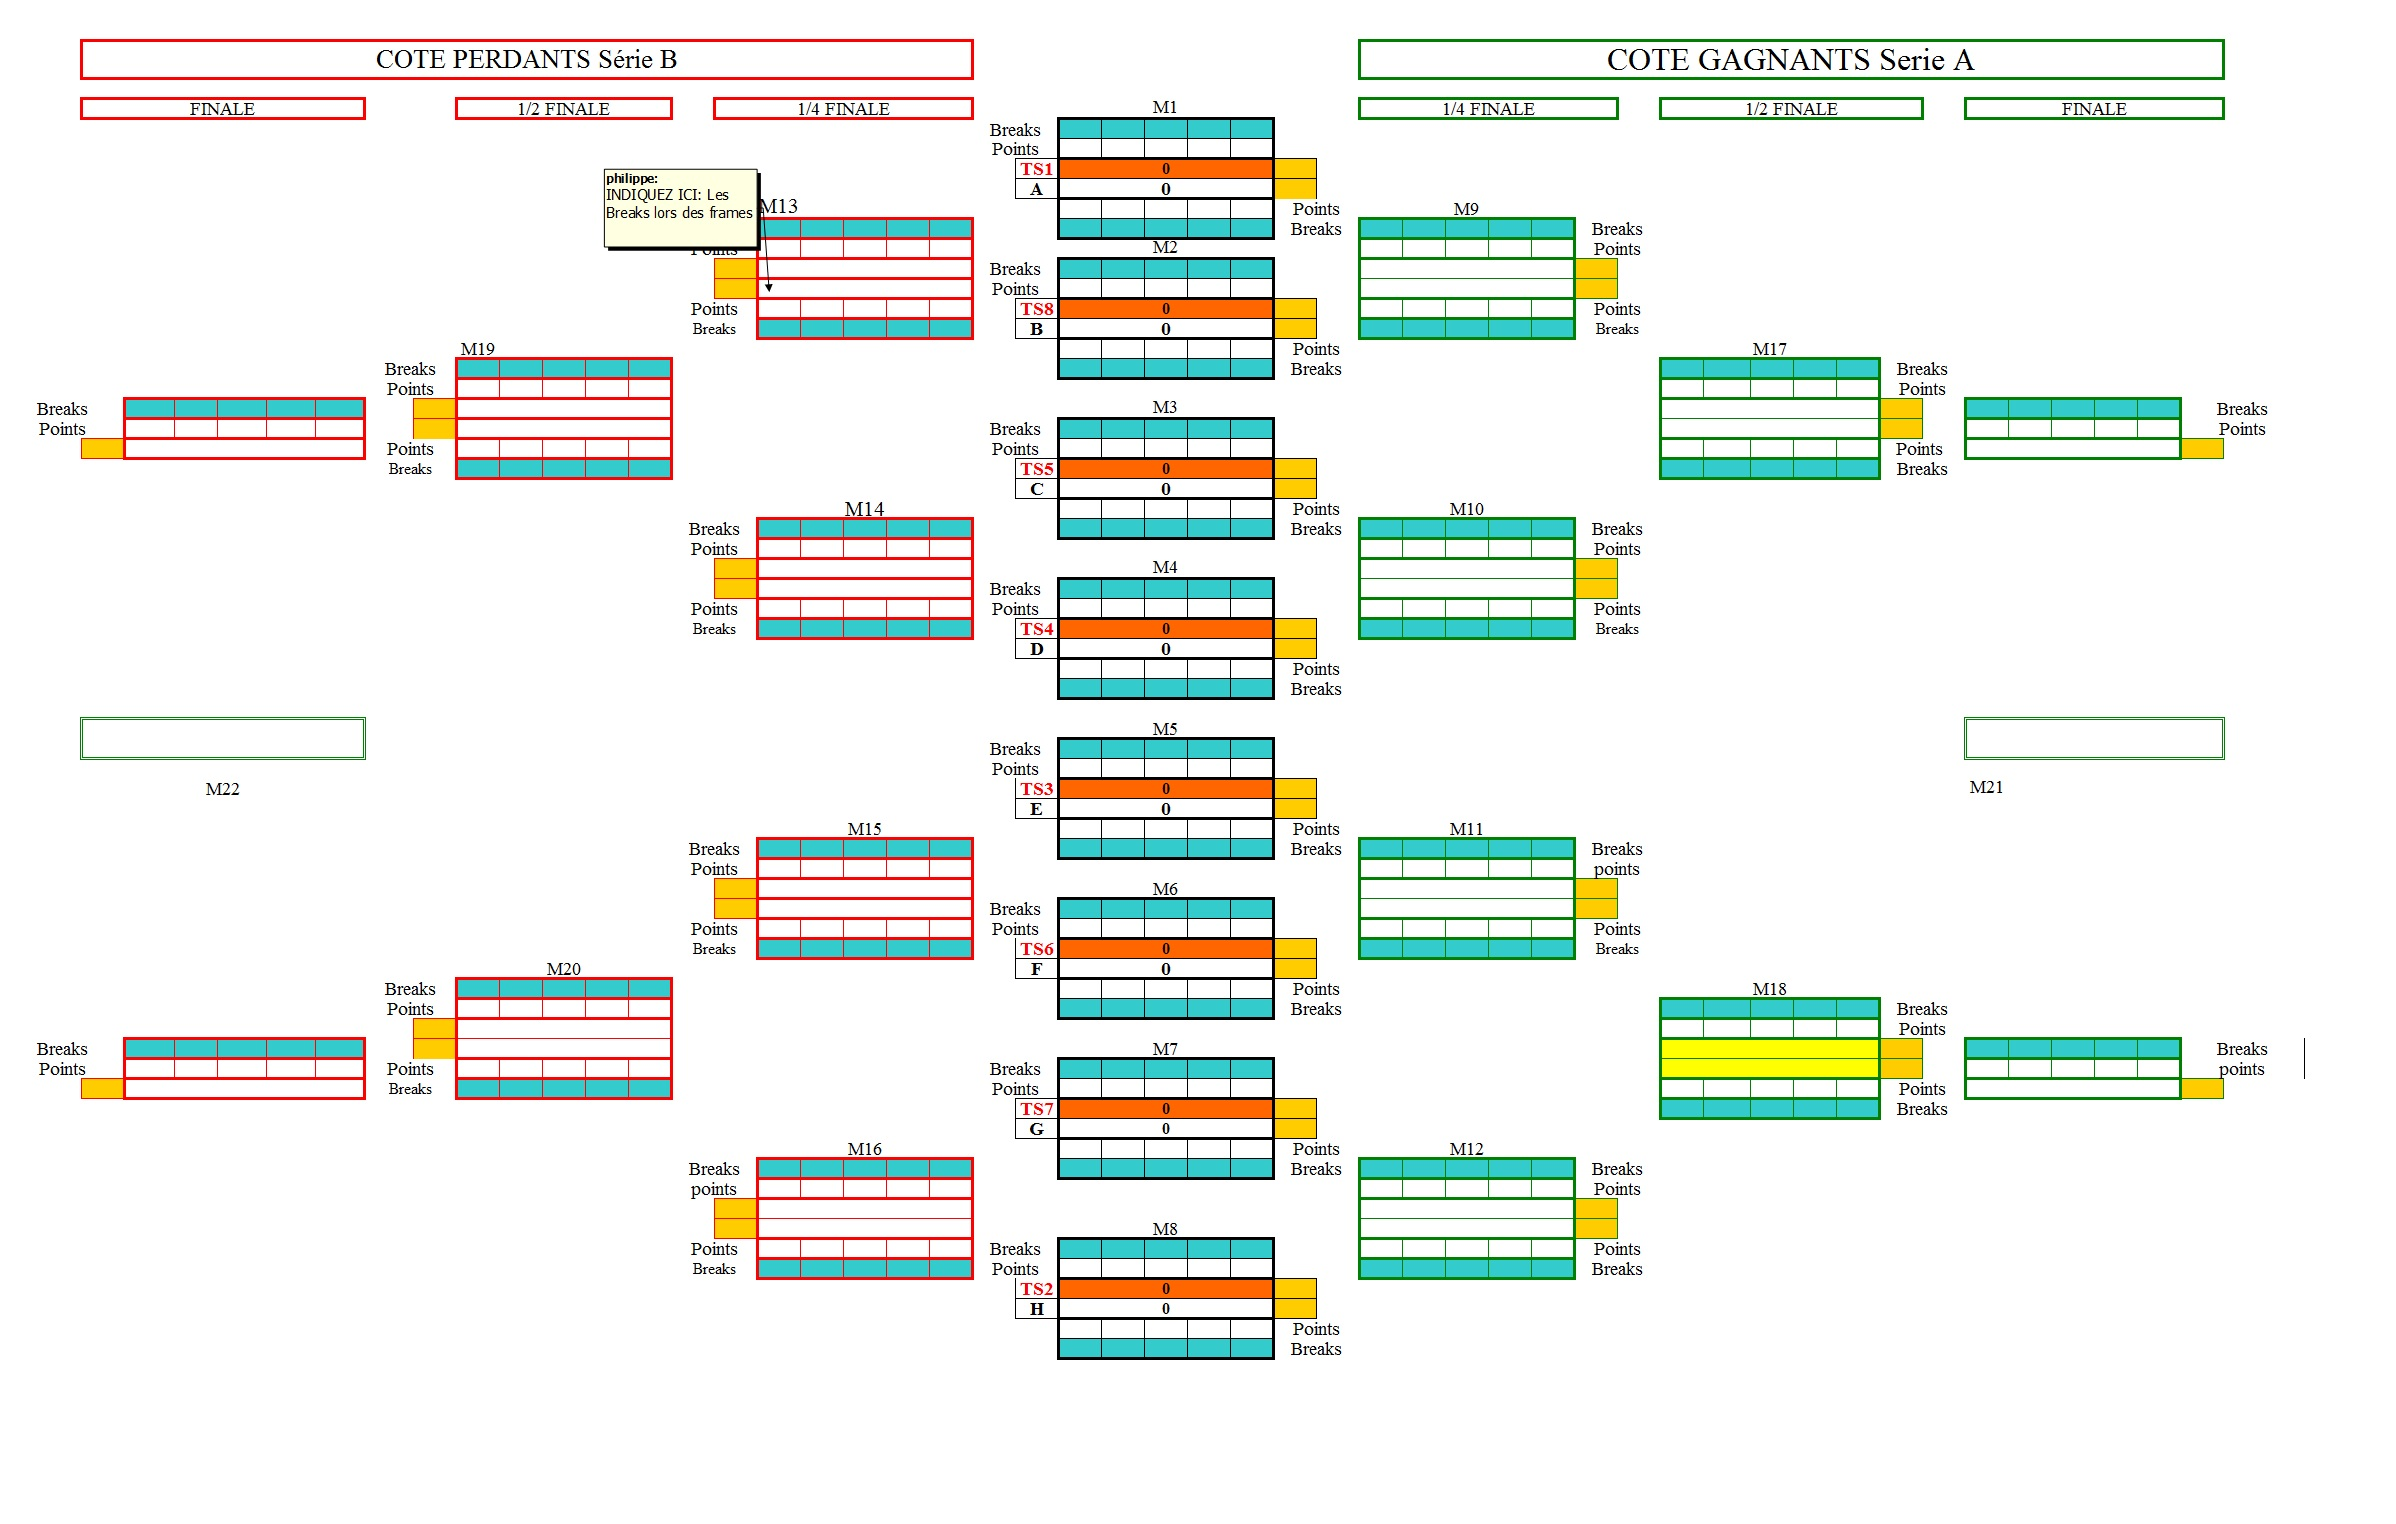 COTE PERDANTS Série B
COTE GAGNANTS Serie A
FINALE
1/2 FINALE
1/4 FINALE
1/4 FINALE
1/2 FINALE
FINALE
M1
Breaks
Points
TS1 0
A 0
Points
Breaks
M2
Breaks
Points
TS8 0
B 0
Points
Breaks
M3
Breaks
Points
TS5 0
C 0
Points
Breaks
M4
Breaks
Points
TS4 0
D 0
Points
Breaks
M5
Breaks
Points
TS3 0
E 0
Points
Breaks
M6
Breaks
Points
TS6 0
F 0
Points
Breaks
M7
Breaks
Points
TS7 0
G 0
Points
Breaks
M8
Breaks
Points
TS2 0
H 0
Points
Breaks
philippe:
INDIQUEZ ICI: Les
Breaks lors des frames
M13
Points
Points
Breaks
M14
Breaks
Points
Points
Breaks
M15
Breaks
Points
Points
Breaks
M16
Breaks
points
Points
Breaks
M19
Breaks
Points
Points
Breaks
M20
Breaks
Points
Points
Breaks
Breaks
Points
M22
Breaks
Points
M9
Breaks
Points
Points
Breaks
M10
Breaks
Points
Points
Breaks
M11
Breaks
points
Points
Breaks
M12
Breaks
Points
Points
Breaks
M17
Breaks
Points
Points
Breaks
M18
Breaks
Points
Points
Breaks
Breaks
Points
M21
Breaks
points